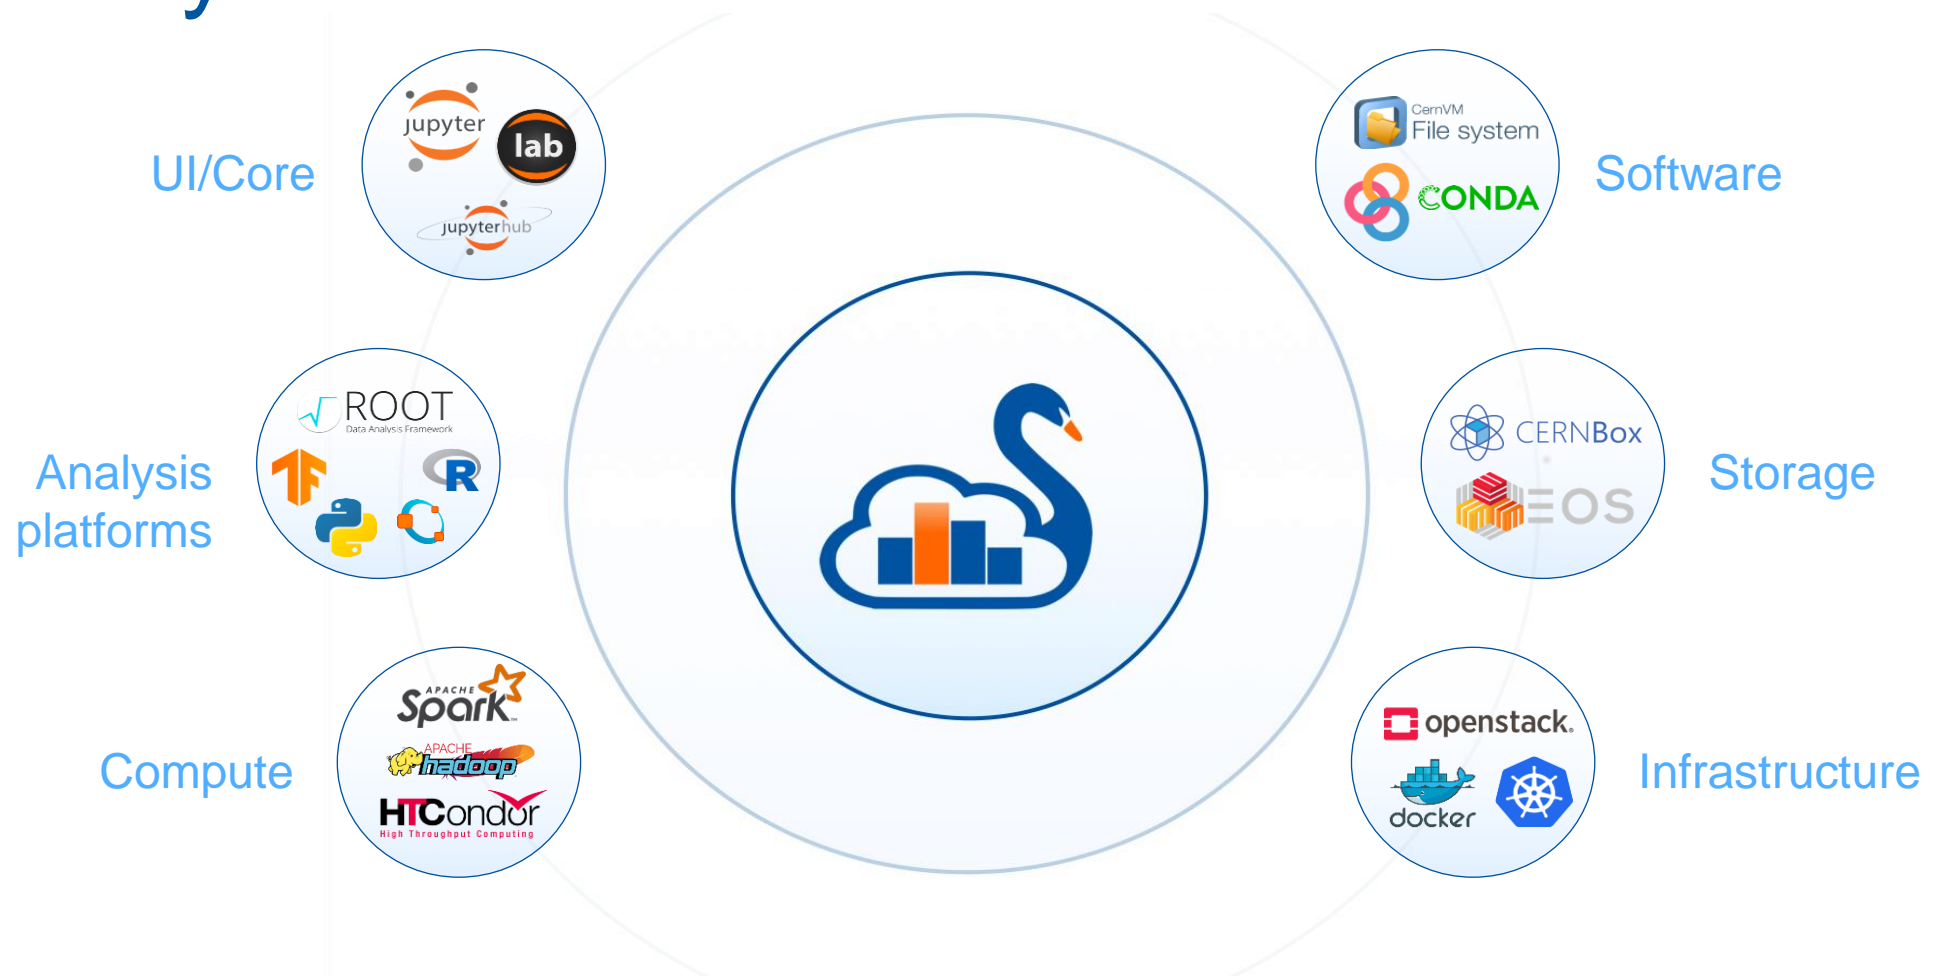 UI/Core
jupyter
lab
jupyterhub
CernVM
File system
CONDA
Software
Analysis
platforms
ROOT
Data Analysis Framework
R
CERNBox
EOS
Storage
Compute
APACHE
Spark™
APACHE
hadoop
HTCondor
High Throughput Computing
openstack.
docker
Infrastructure